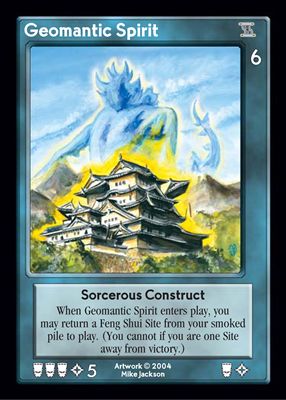 Geomantic Spirit
6
Sorcerous Construct
When Geomantic Spirit enters play, you
may return a Feng Shui Site from your smoked
pile to play. (You cannot if you are one Site
away from victory.)
5
Artwork © 2004
Mike Jackson